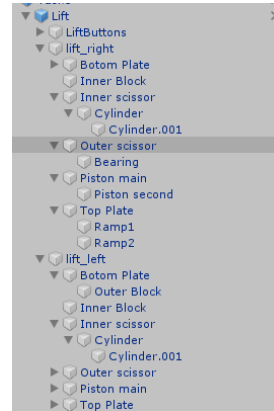 Lift
LiftButtons
lift_right
Botom Plate
Inner Block
Inner scissor
Cylinder
Cylinder.001
Outer scissor
Bearing
Piston main
Piston second
Top Plate
Ramp1
Ramp2
lift_left
Botom Plate
Outer Block
Inner Block
Inner scissor
Cylinder
Cylinder.001
Outer scissor
Piston main
Top Plate